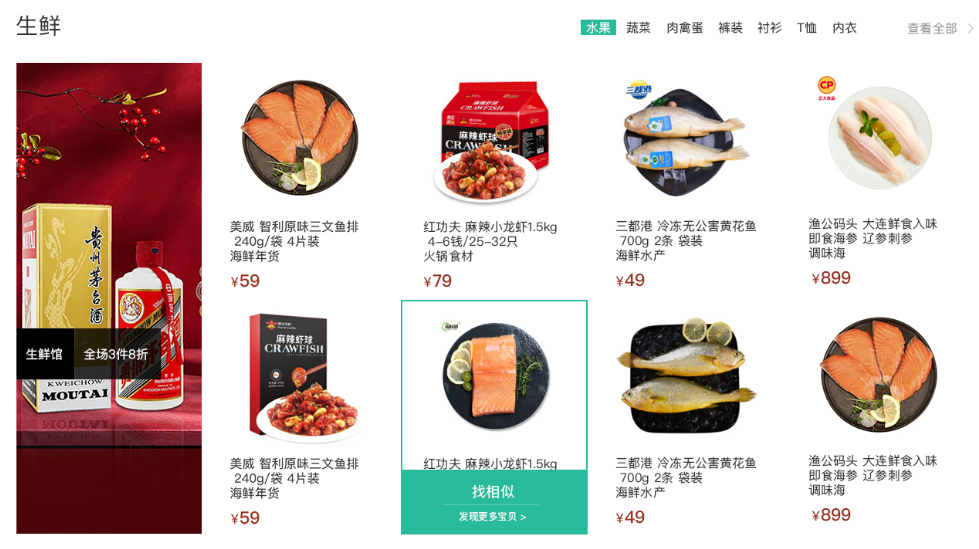 生鲜
水果 蔬菜 肉禽蛋 裤装 衬衫 T恤 内衣 查看全部 >
贵州茅台酒
KWEICHOW
MOUTAI
生鲜馆 全场3件8折
美威 智利原味三文鱼排
240g/袋 4片装
海鲜年货
¥59
麻辣虾球
CRAWFISH
麻辣虾球
CRAWFISH
红功夫 麻辣小龙虾1.5kg
4-6钱/25-32只
火锅食材
¥79
三都港
三都港 冷冻无公害黄花鱼
700g 2条 袋装
海鲜水产
¥49
CP
正大食品
渔公码头 大连鲜食入味
即食海参 辽参刺参
调味海
¥899
麻辣虾球
CRAWFISH
美威 智利原味三文鱼排
240g/袋 4片装
海鲜年货
¥59
红功夫 麻辣小龙虾1.5kg
找相似
发现更多宝贝 >
三都港 冷冻无公害黄花鱼
700g 2条 袋装
海鲜水产
¥49
渔公码头 大连鲜食入味
即食海参 辽参刺参
调味海
¥899